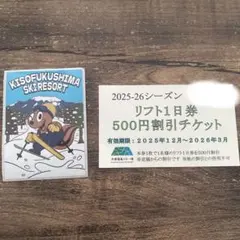 KISOFUKUSHIMA
SKIRESORT
2025-26シーズン
リフト1日券
500円割引チケット
有効期限：2025年12月～2026年3月